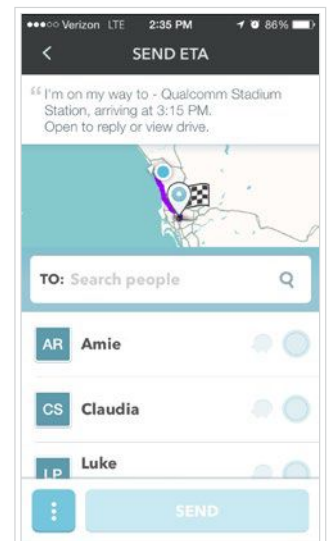 Verizon LTE 2:35 PM 86%
SEND ETA
“ I'm on my way to - Qualcomm Stadium
Station, arriving at 3:15 PM.
Open to reply or view drive.
TO: Search people
AR Amie
CS Claudia
LP Luke
SEND